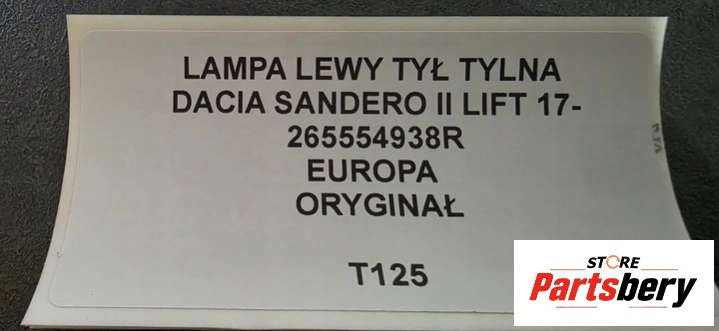 LAMPA LEWY TYŁ TYLNA
DACIA SANDERO II LIFT 17-
265554938R
EUROPA
ORYGINAŁ
T125
STORE
Partsbery